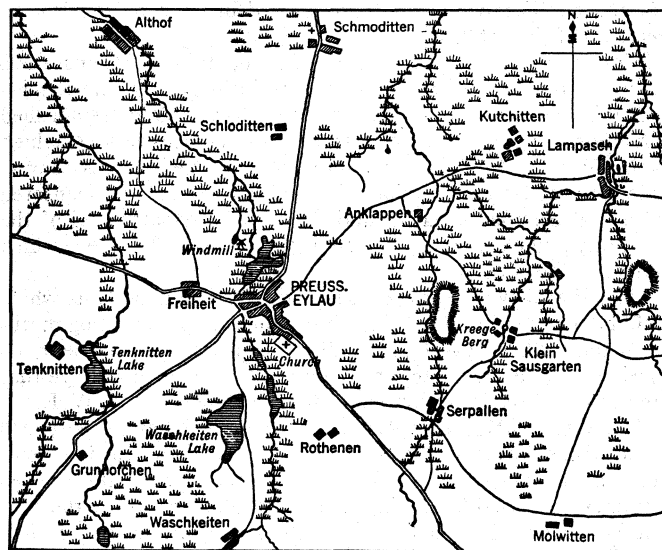 Althof
Schmoditten
N
Schloditten
Kutchitten
Lampasch
Anklappen
Windmill
PREUSS.
EYLAU
Freiheit
Kreege
Berg
Church
Klein
Sausgarten
Tenknitten
Tenknitten
Lake
Serpallen
Waschkeiten
Lake
Rothenen
Grunhofchen
Waschkeiten
Molwitten